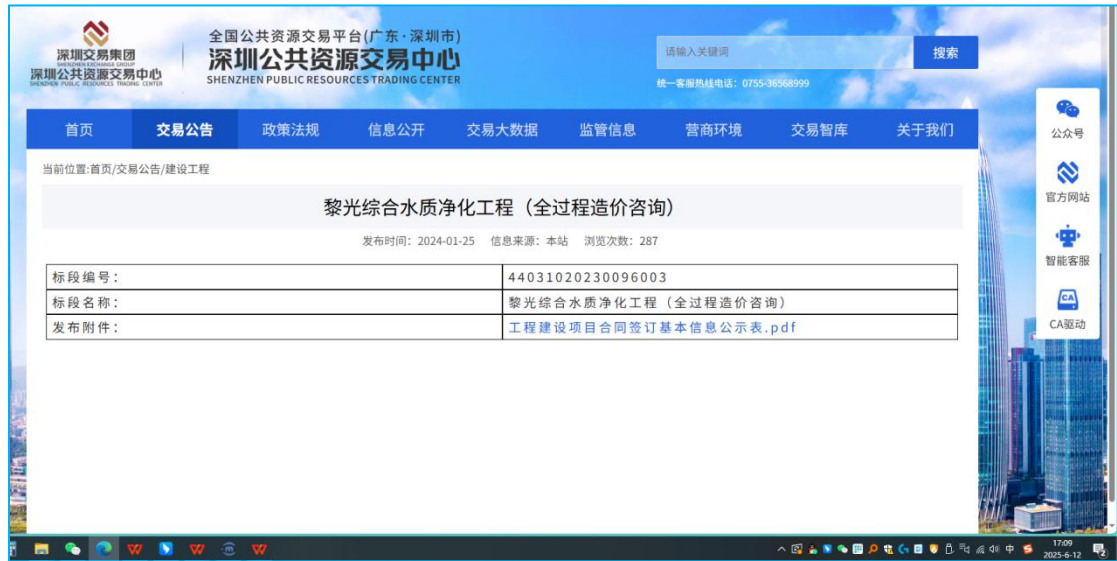 深圳交易集团
SHENZHEN EXCHANGE GROUP
深圳公共资源交易中心
SHENZHEN PUBLIC RESOURCES TRADING CENTER
全国公共资源交易平台(广东·深圳市)
深圳公共资源交易中心
SHENZHEN PUBLIC RESOURCES TRADING CENTER
请输入关键词
搜索
统一客服热线电话：0755-36568999
首页 交易公告 政策法规 信息公开 交易大数据 监管信息 营商环境 交易智库 关于我们
公众号
官方网站
智能客服
CA
CA驱动
当前位置:首页/交易公告/建设工程
黎光综合水质净化工程（全过程造价咨询）
发布时间：2024-01-25 信息来源：本站 浏览次数：287
标段编号： 44031020230096003
标段名称： 黎光综合水质净化工程（全过程造价咨询）
发布附件： 工程建设项目合同签订基本信息公示表.pdf
中
17:09
2025-6-12
2